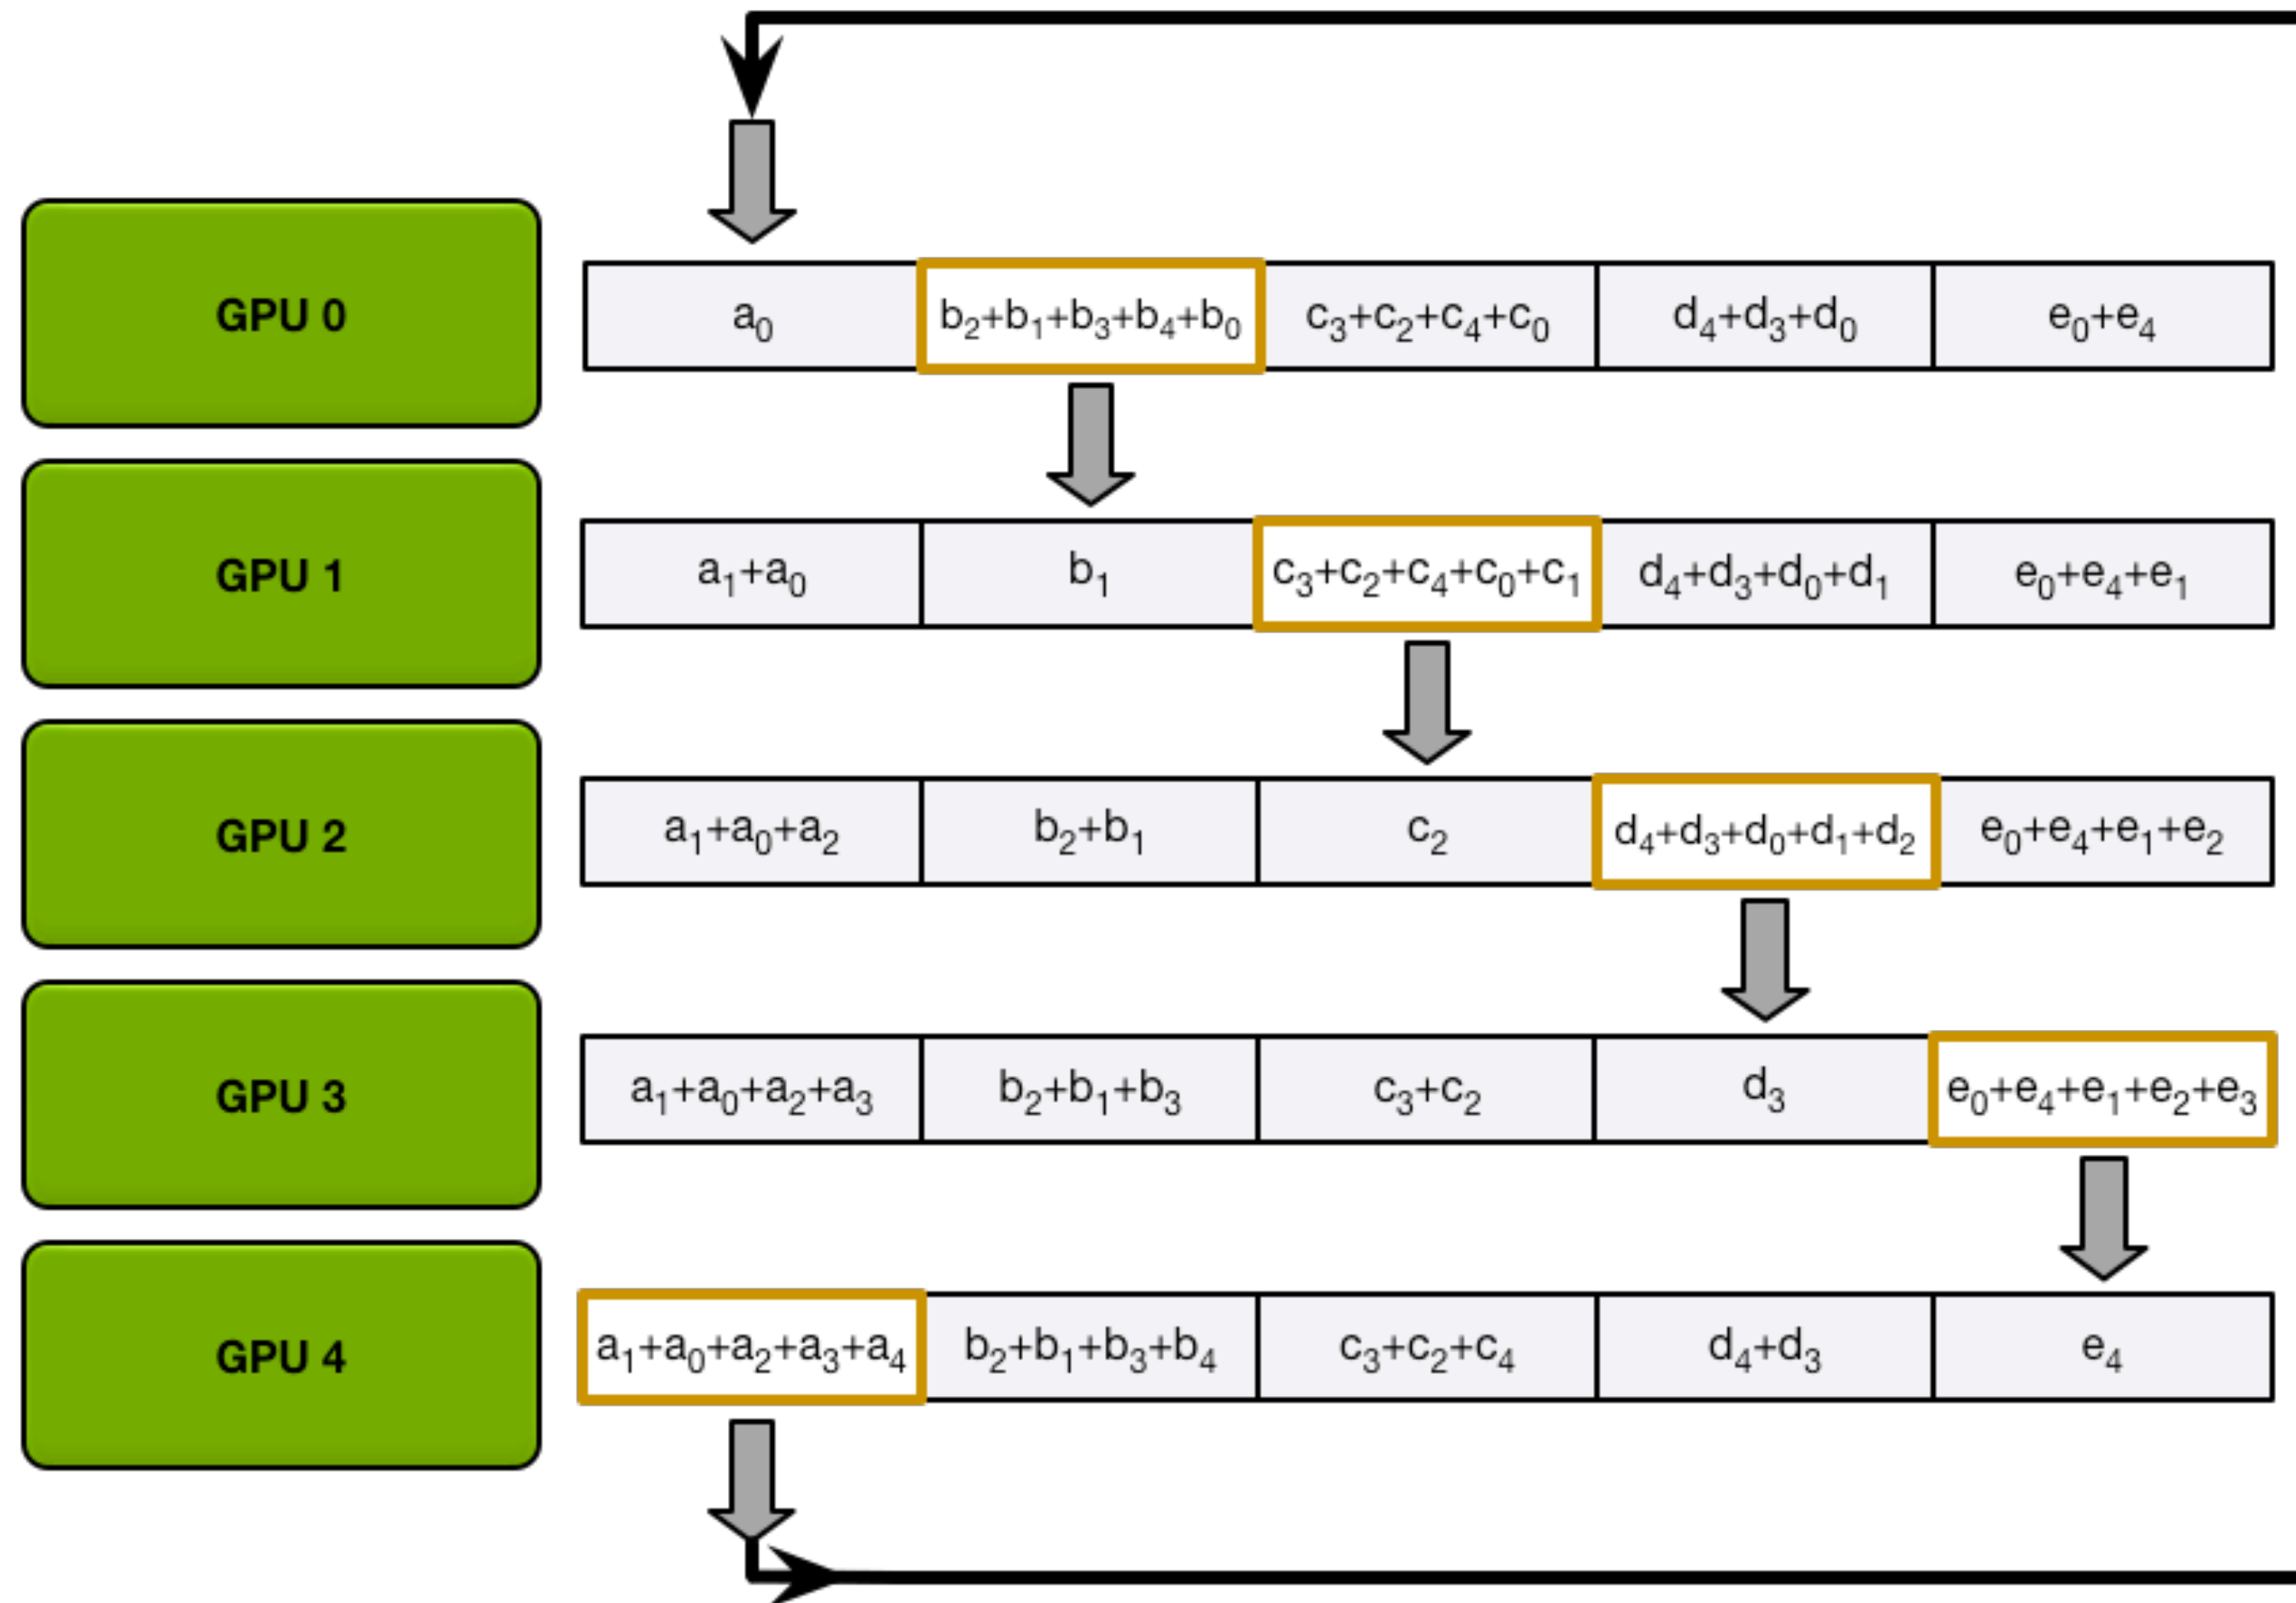 GPU 0 a₀ b₂+b₁+b₃+b₄+b₀ c₃+c₂+c₄+c₀ d₄+d₃+d₀ e₀+e₄
GPU 1 a₁+a₀ b₁ c₃+c₂+c₄+c₀+c₁ d₄+d₃+d₀+d₁ e₀+e₄+e₁
GPU 2 a₁+a₀+a₂ b₂+b₁ c₂ d₄+d₃+d₀+d₁+d₂ e₀+e₄+e₁+e₂
GPU 3 a₁+a₀+a₂+a₃ b₂+b₁+b₃ c₃+c₂ d₃ e₀+e₄+e₁+e₂+e₃
GPU 4 a₁+a₀+a₂+a₃+a₄ b₂+b₁+b₃+b₄ c₃+c₂+c₄ d₄+d₃ e₄